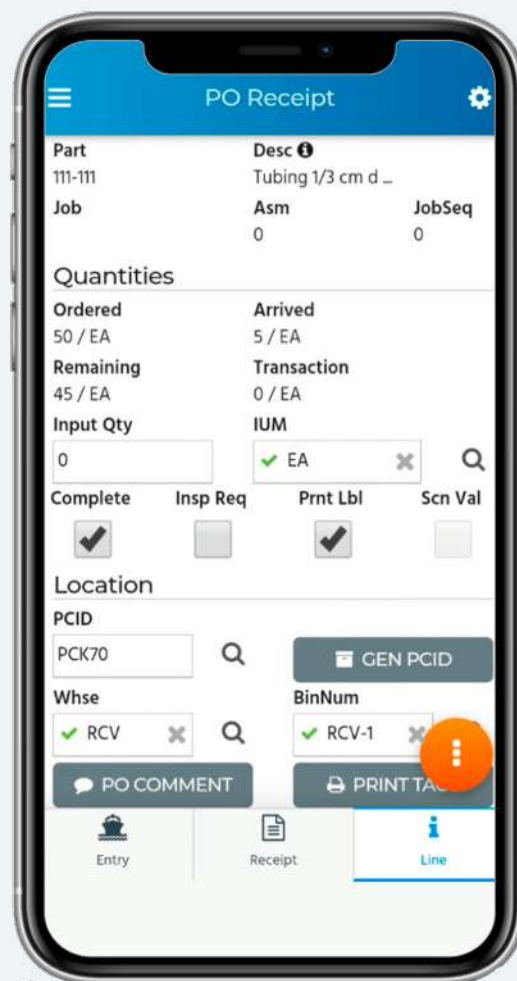 PO Receipt
Part Desc
111-111 Tubing 1/3 cm d ...
Job Asm JobSeq
0 0
Quantities
Ordered Arrived
50 / EA 5 / EA
Remaining Transaction
45 / EA 0 / EA
Input Qty IUM
0 EA
Complete Insp Req Prnt Lbl Scn Val
Location
PCID
PCK70 GEN PCID
Whse BinNum
RCV RCV-1
PO COMMENT PRINT TAG
Entry Receipt Line